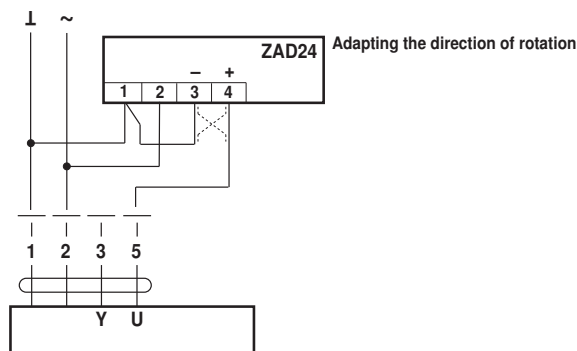 ⊥ ~
ZAD24
Adapting the direction of rotation
– +
1 2 3 4
1 2 3 5
Y U